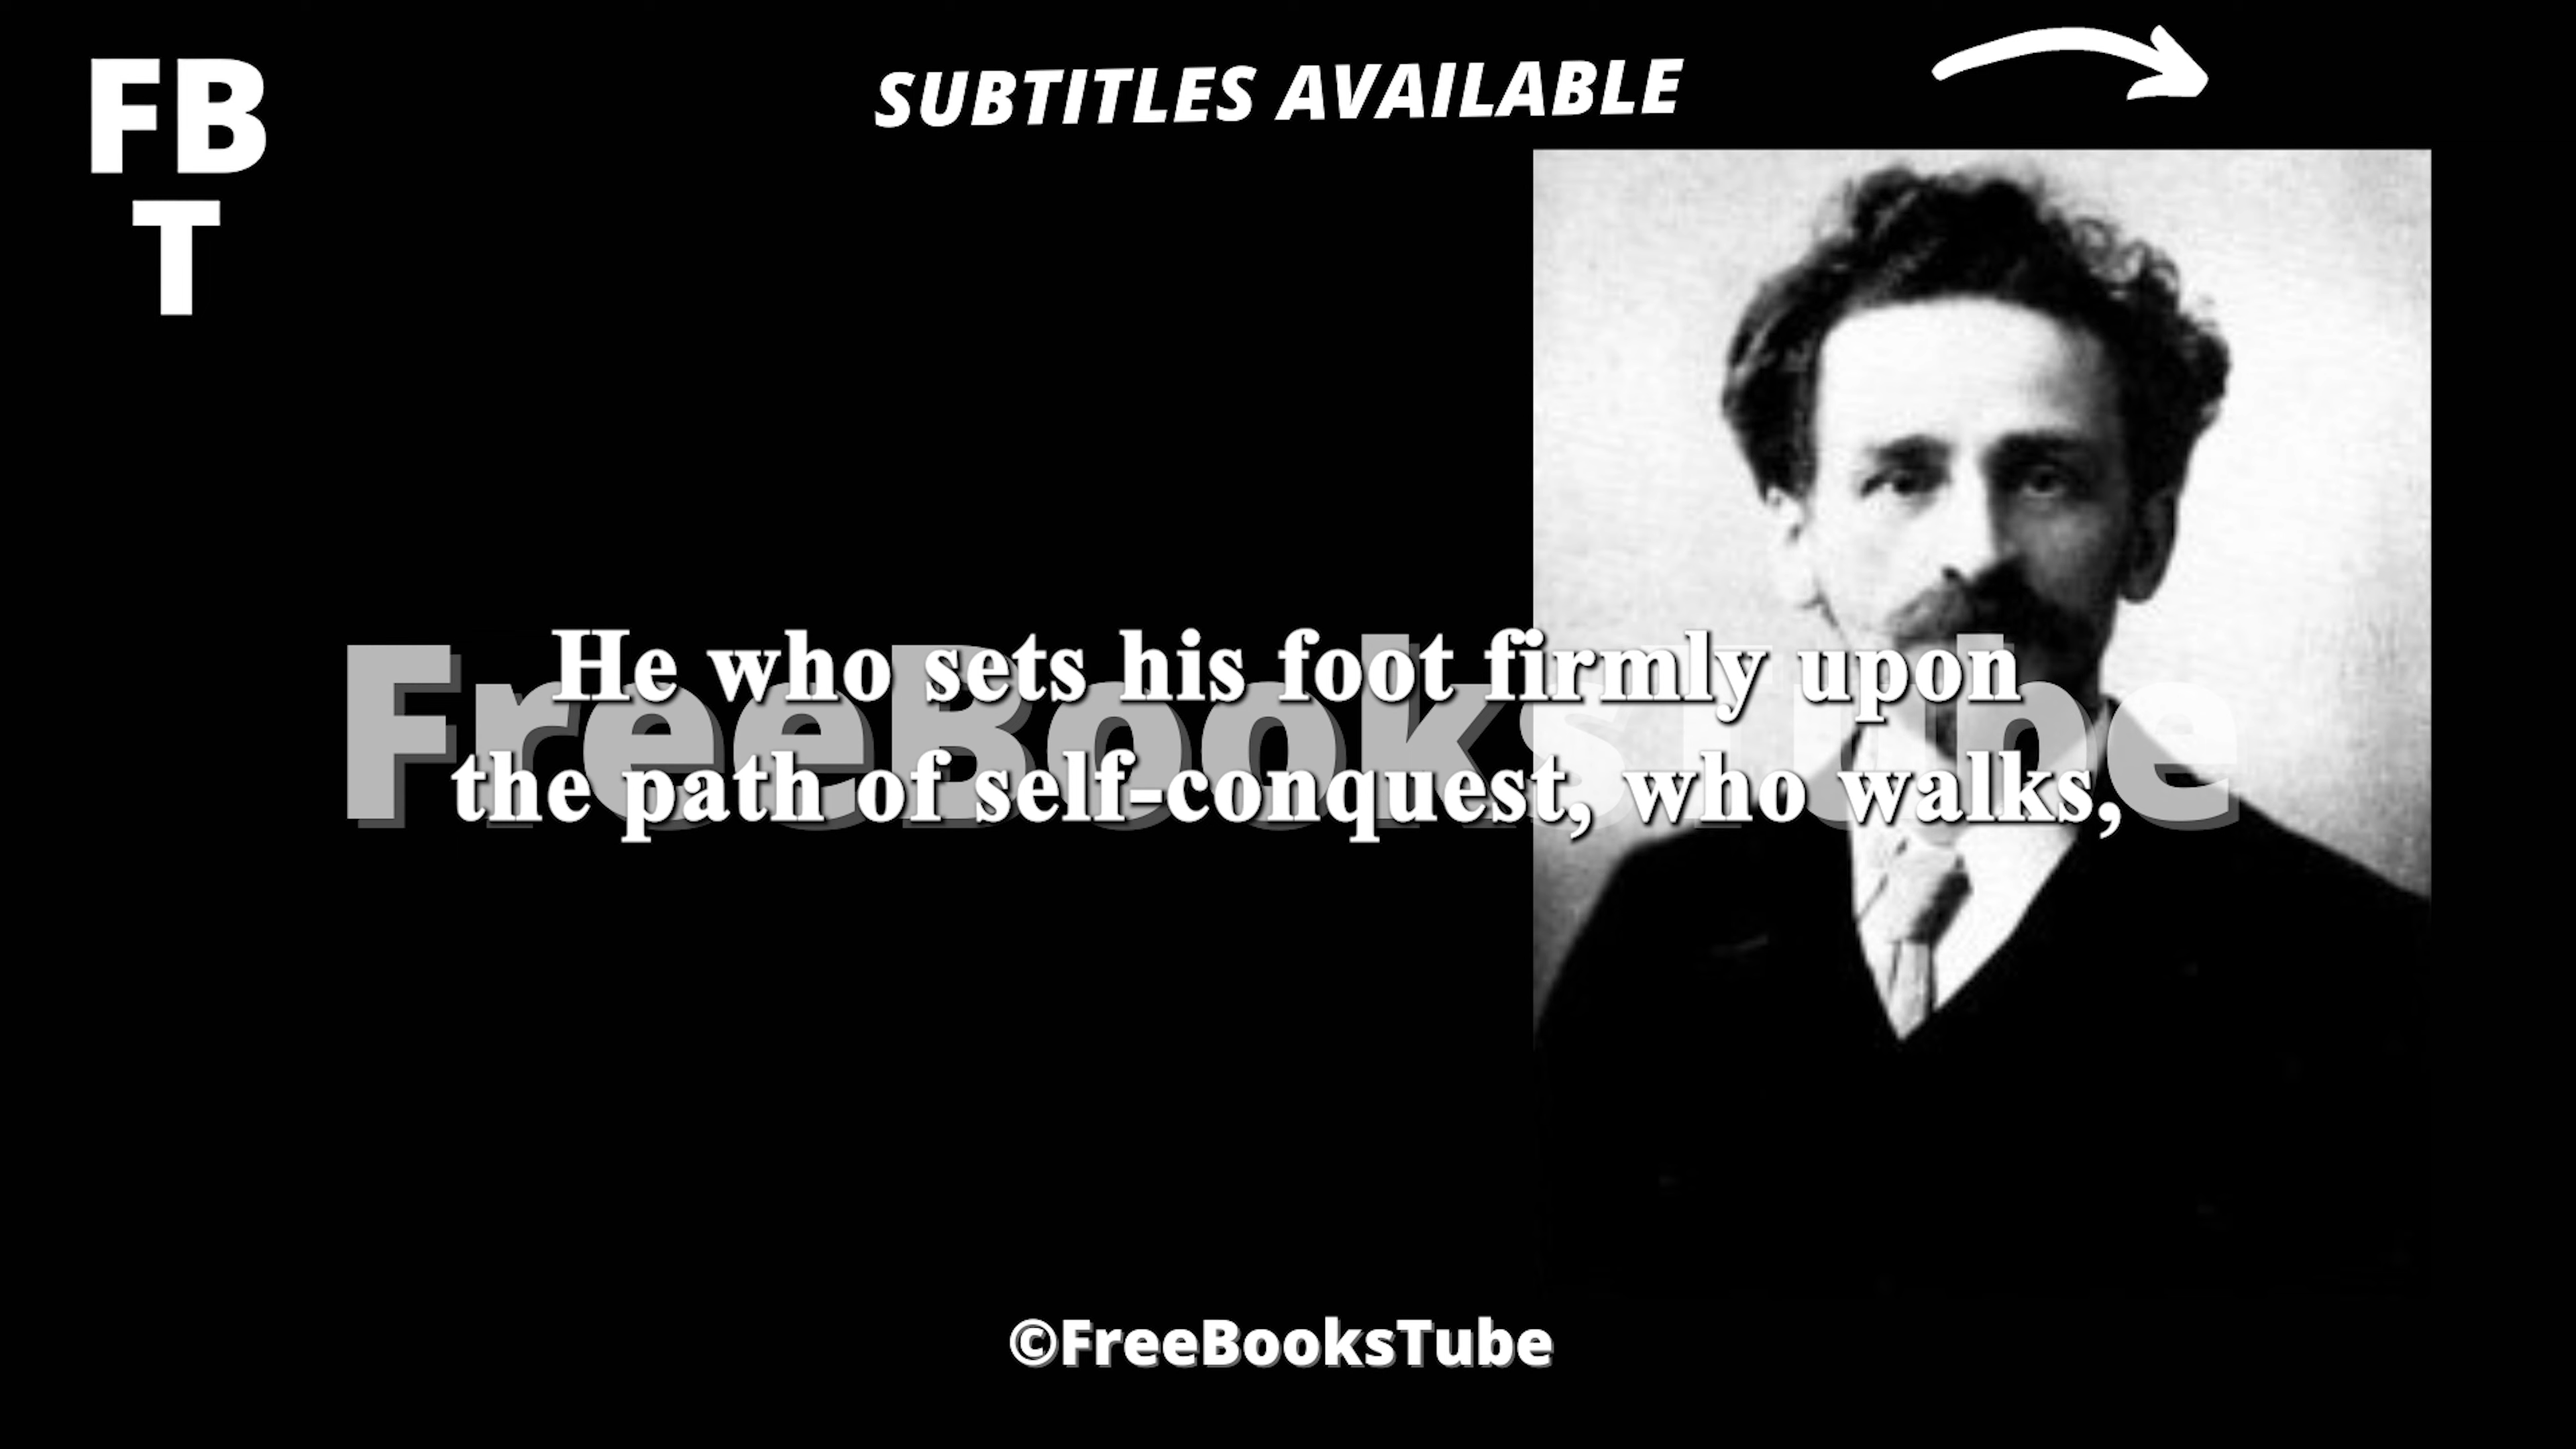 FB
T
SUBTITLES AVAILABLE
He who sets his foot firmly upon
FreeBooksTube
the path of self-conquest, who walks,
©FreeBooksTube